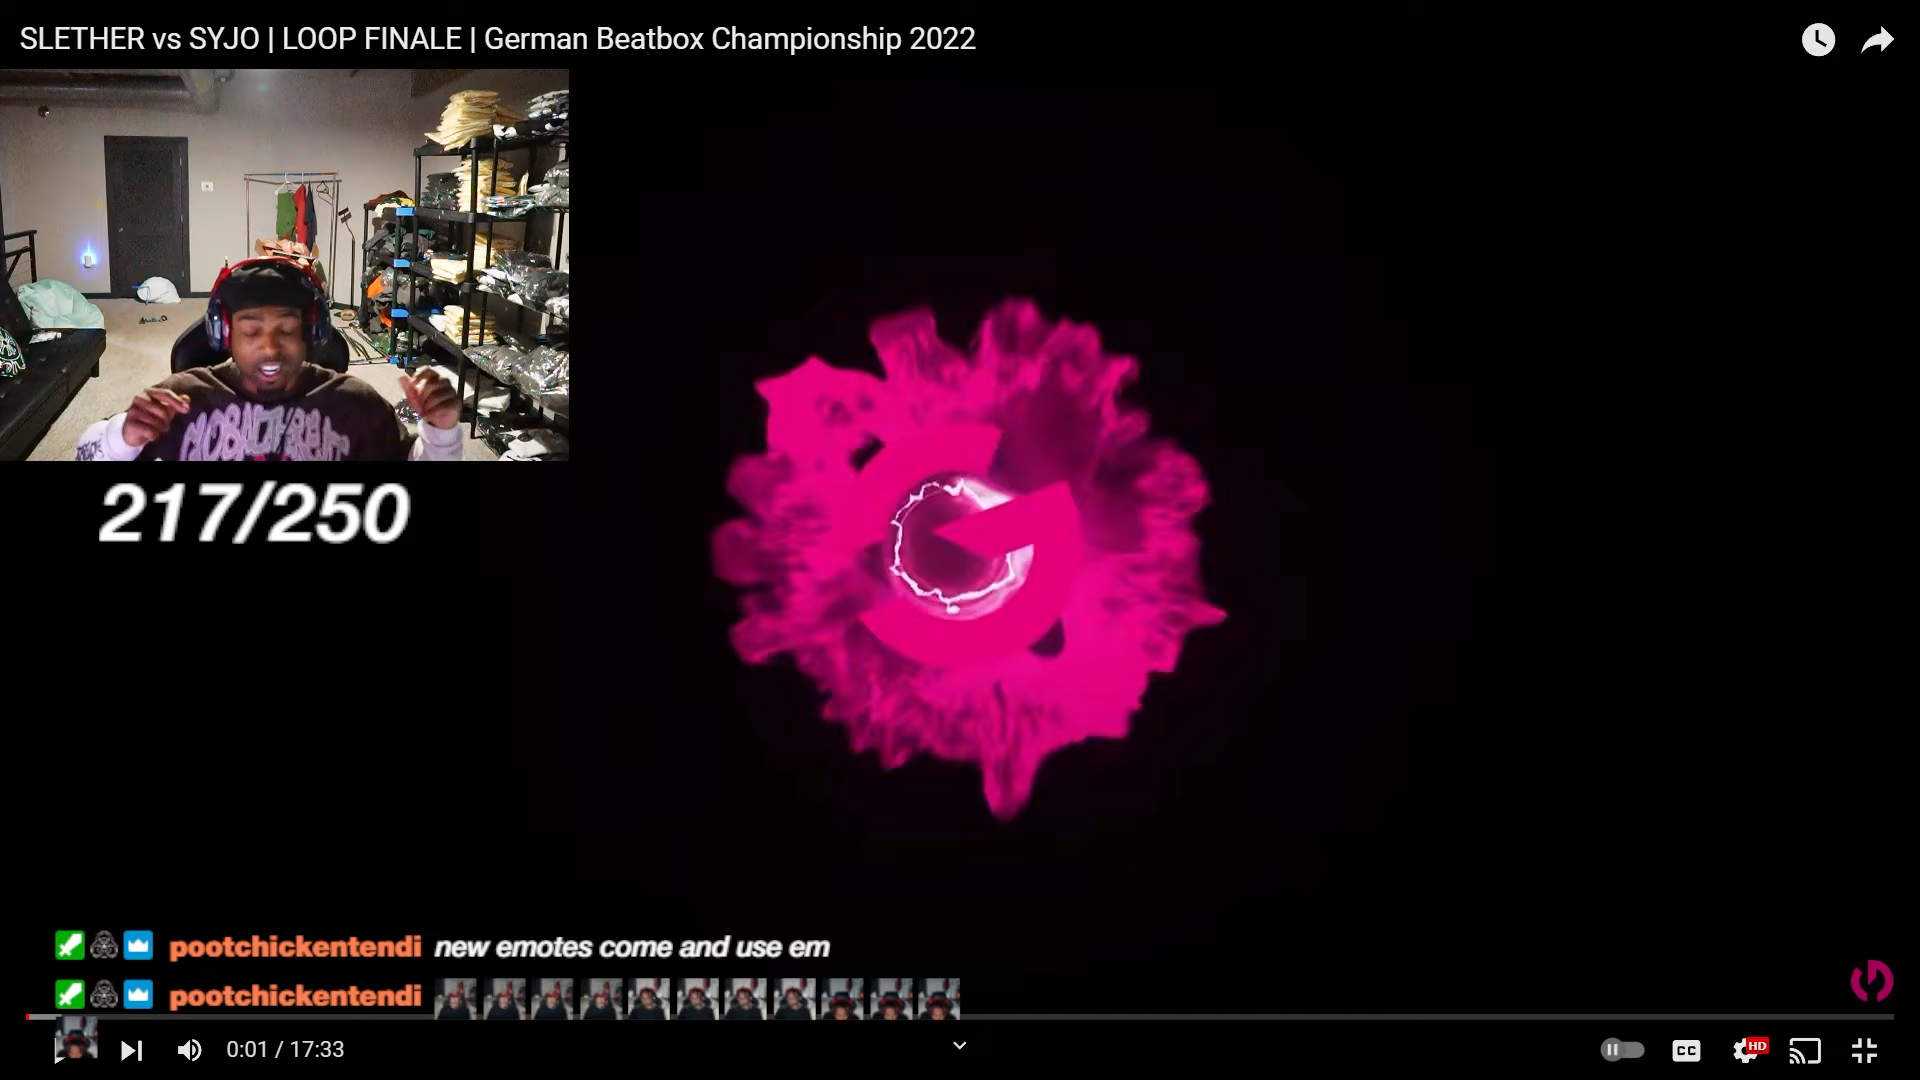 SLETHER vs SYJO | LOOP FINALE | German Beatbox Championship 2022
217/250
pootchickentendi new emotes come and use em
pootchickentendi
0:01 / 17:33
CC
HD